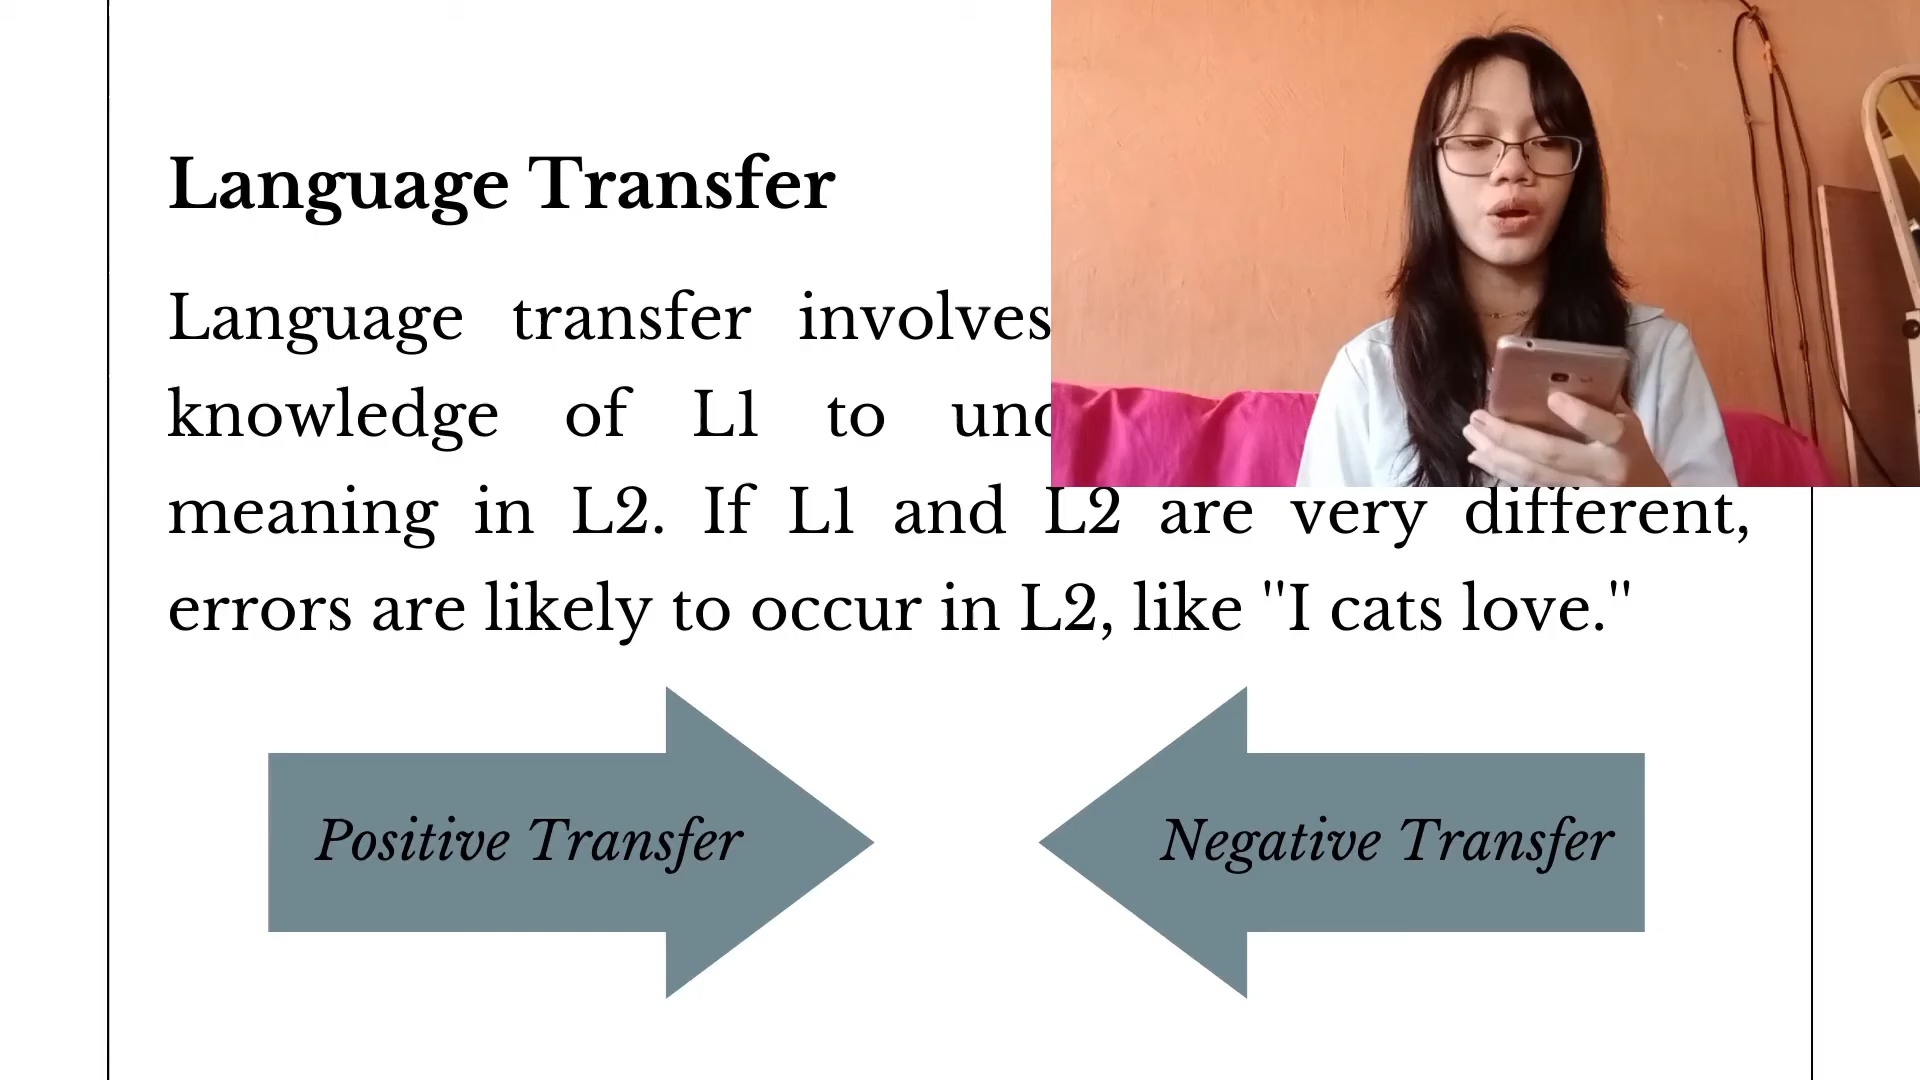 Language Transfer
Language transfer involves
knowledge of L1 to
meaning in L2. If L1 and L2 are very different,
errors are likely to occur in L2, like "I cats love."
Positive Transfer
Negative Transfer